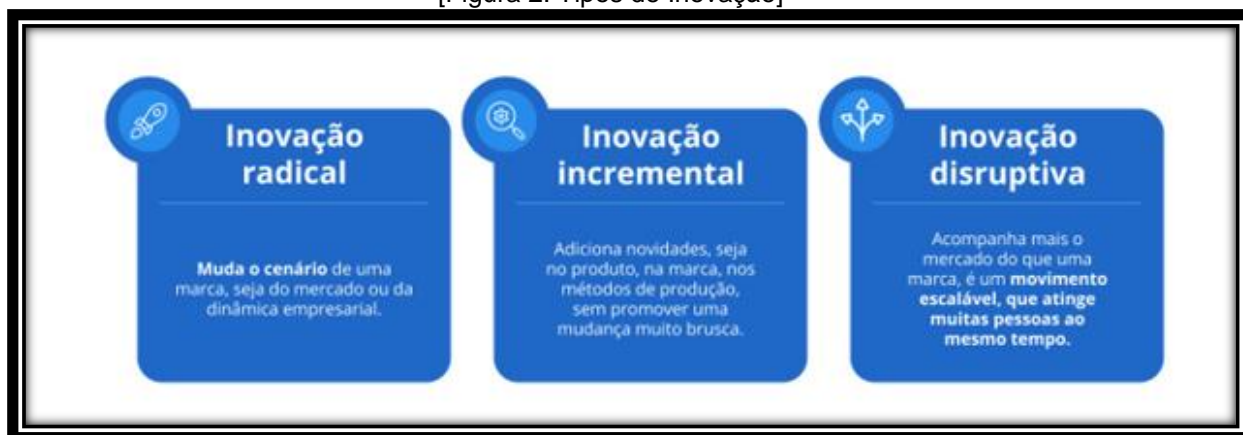 [Figura 2: Tipos de Inovação]
Inovação
radical
Muda o cenário de uma
marca, seja do mercado ou da
dinâmica empresarial.
Inovação
incremental
Adiciona novidades, seja
no produto, na marca, nos
métodos de produção,
sem promover uma
mudança muito brusca.
Inovação
disruptiva
Acompanha mais o
mercado do que uma
marca, é um movimento
escalável, que atinge
muitas pessoas ao
mesmo tempo.